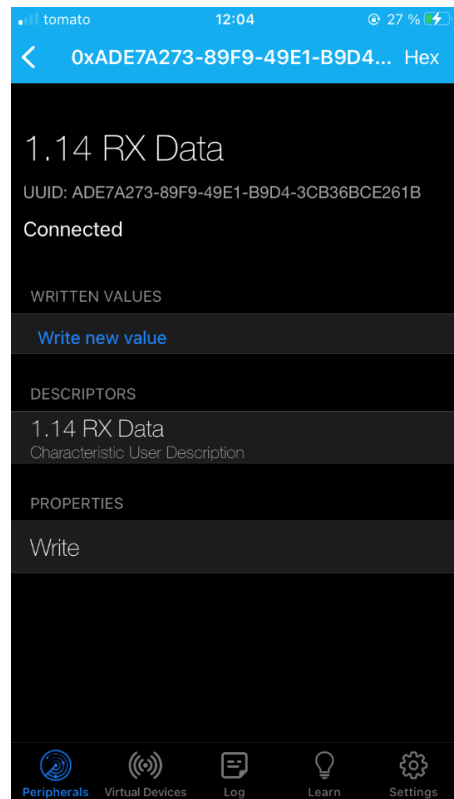 tomato 12:04 27 %
0xADE7A273-89F9-49E1-B9D4... Hex
1.14 RX Data
UUID: ADE7A273-89F9-49E1-B9D4-3CB36BCE261B
Connected
WRITTEN VALUES
Write new value
DESCRIPTORS
1.14 RX Data
Characteristic User Description
PROPERTIES
Write
Peripherals Virtual Devices Log Learn Settings